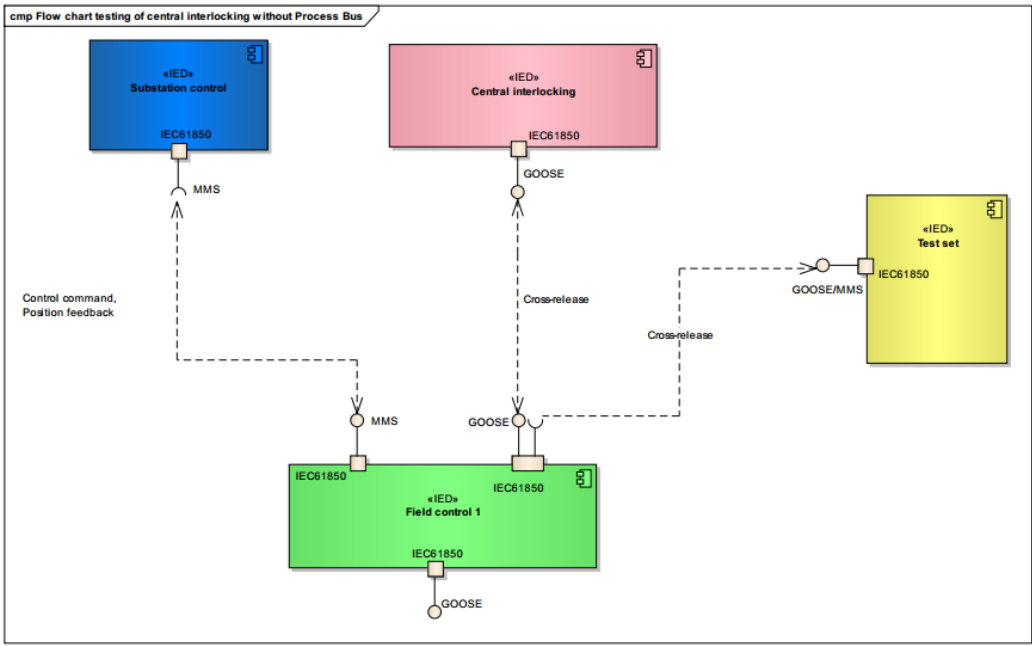 cmp Flow chart testing of central interlocking without Process Bus
«IED»
Substation control
IEC61850
MMS
«IED»
Central interlocking
IEC61850
GOOSE
«IED»
Test set
IEC61850
GOOSE/MMS
Control command,
Position feedback
Cross-release
Cross-release
MMS
GOOSE
IEC61850
IEC61850
«IED»
Field control 1
IEC61850
GOOSE